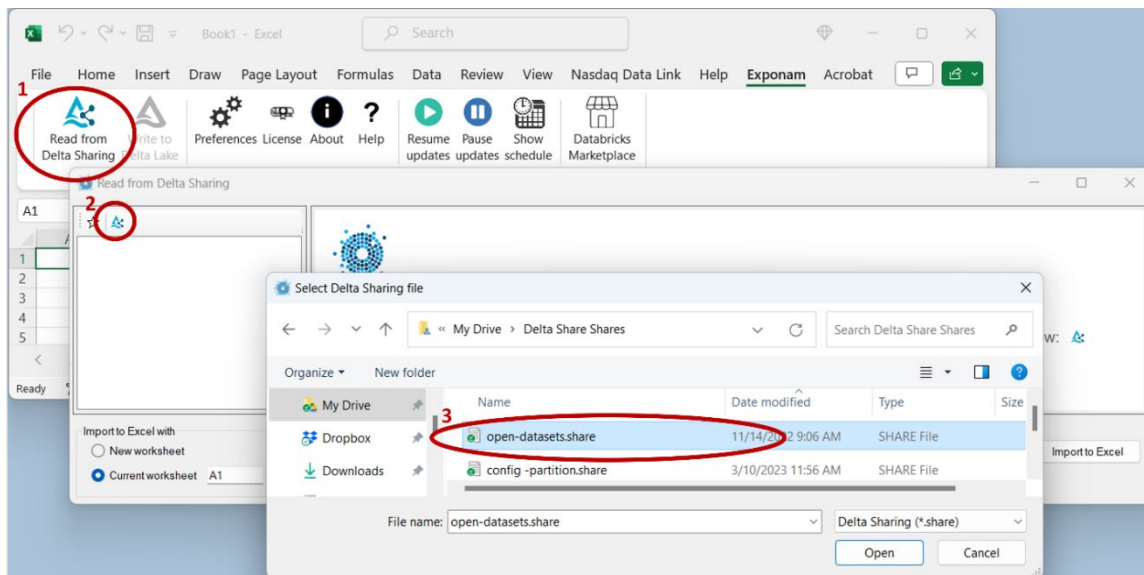 Book1 - Excel
Search
File Home Insert Draw Page Layout Formulas Data Review View Nasdaq Data Link Help Exponam Acrobat
1
Read from
Delta Sharing
Write to
Delta Lake
Preferences License About Help
Resume
updates
Pause
updates
Show
schedule
Databricks
Marketplace
Read from Delta Sharing
A1
2
1
2
3
4
5
Ready
Select Delta Sharing file
« My Drive > Delta Share Shares
Search Delta Share Shares
w:
Organize New folder
My Drive
Dropbox
Downloads
Name Date modified Type Size
3
open-datasets.share 11/14/2022 9:06 AM SHARE File
config -partition.share 3/10/2023 11:56 AM SHARE File
Import to Excel with
New worksheet
Current worksheet A1
Import to Excel
File name: open-datasets.share Delta Sharing (*.share)
Open Cancel